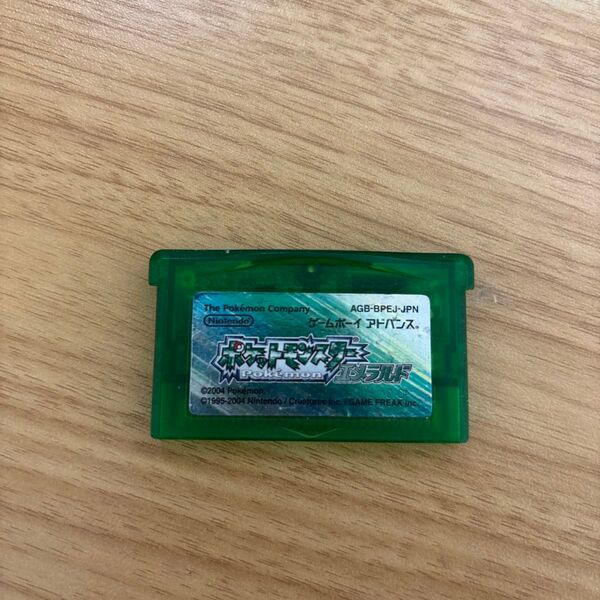 The Pokémon Company AGB-BPEJ-JPN
Nintendo ゲームボーイ アドバンス®
ポケットモンスター
Pokémon エメラルド
©2004 Pokémon.
©1995-2004 Nintendo / Creatures inc. / GAME FREAK inc.